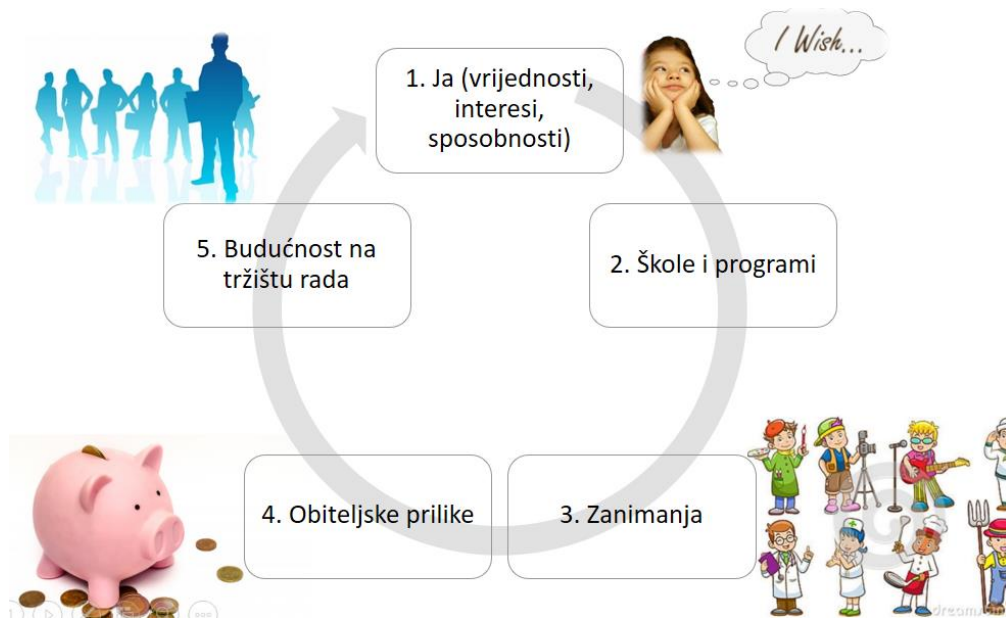 I Wish...
1. Ja (vrijednosti,
interesi,
sposobnosti)
2. Škole i programi
3. Zanimanja
4. Obiteljske prilike
5. Budućnost na
tržištu rada